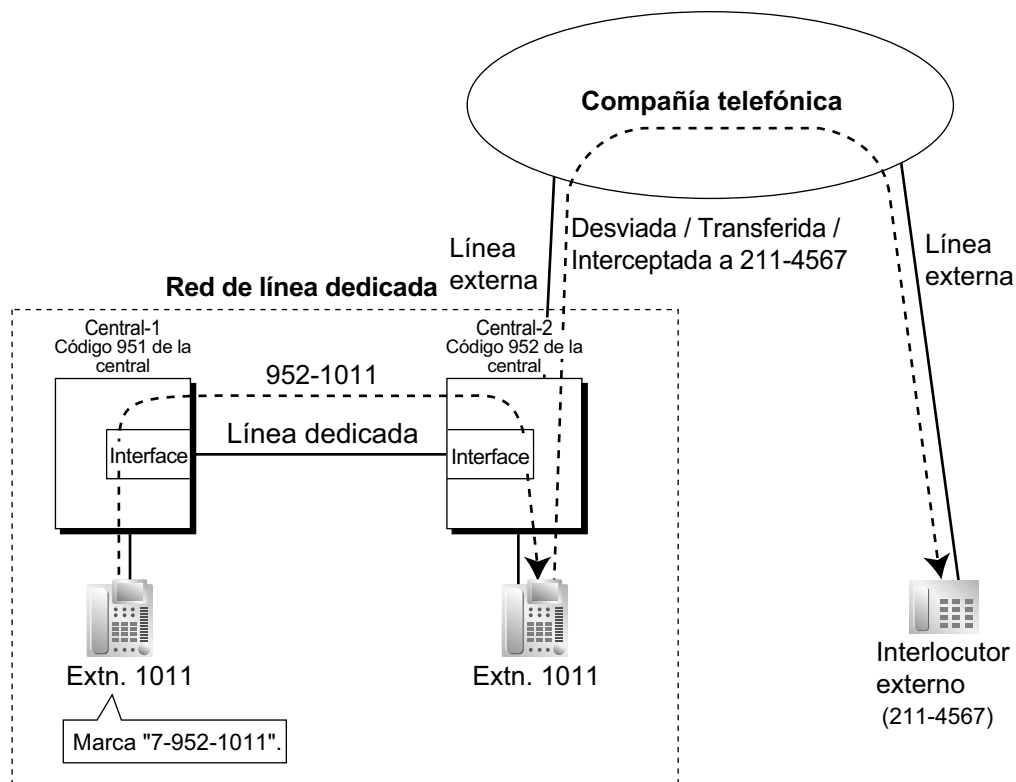 Compañía telefónica
Desviada / Transferida /
Interceptada a 211-4567
Línea
externa
Línea
externa
Red de línea dedicada
Central-1
Código 951 de la
central
Central-2
Código 952 de la
central
952-1011
Línea dedicada
Interface
Interface
Extn. 1011
Extn. 1011
Interlocutor
externo
(211-4567)
Marca "7-952-1011".